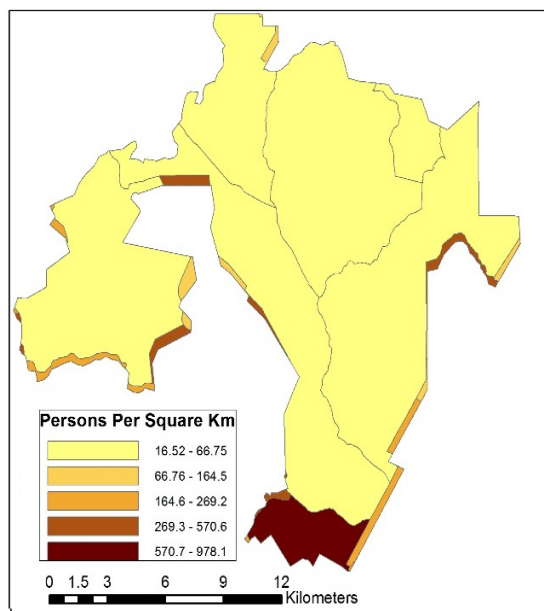 Persons Per Square Km
16.52 - 66.75
66.76 - 164.5
164.6 - 269.2
269.3 - 570.6
570.7 - 978.1
0 1.5 3 6 9 12
Kilometers